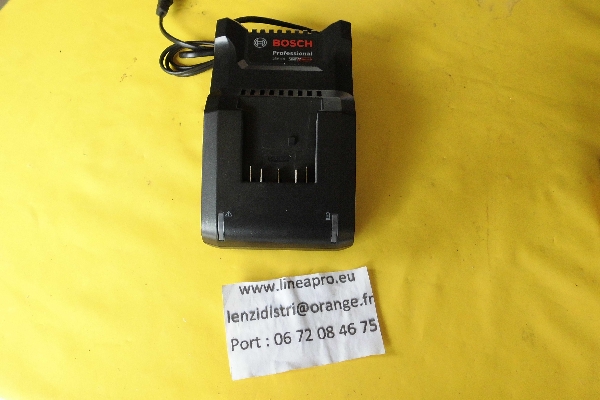 BOSCH
Professional
www.lineapro.eu
lenzidistri@orange.fr
Port : 06 72 08 46 75